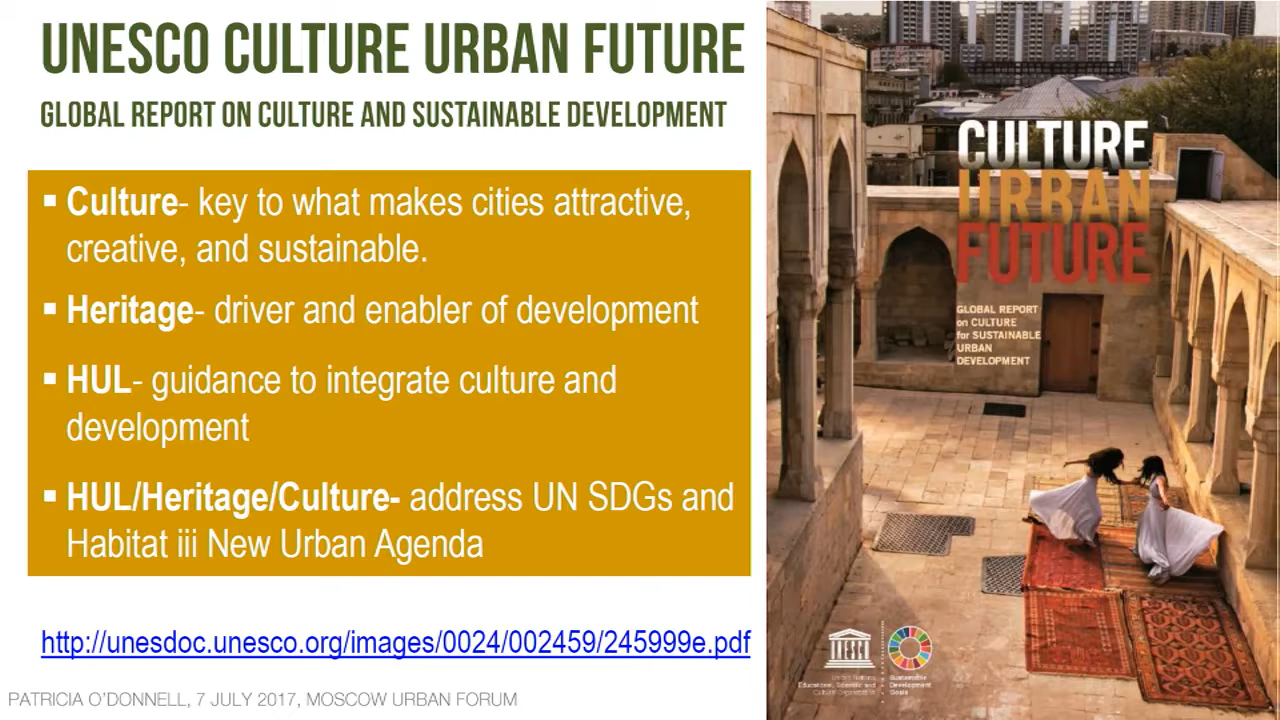 UNESCO CULTURE URBAN FUTURE
GLOBAL REPORT ON CULTURE AND SUSTAINABLE DEVELOPMENT
▪ Culture- key to what makes cities attractive,
creative, and sustainable.
▪ Heritage- driver and enabler of development
▪ HUL- guidance to integrate culture and
development
▪ HUL/Heritage/Culture- address UN SDGs and
Habitat iii New Urban Agenda
http://unesdoc.unesco.org/images/0024/002459/245999e.pdf
PATRICIA O'DONNELL, 7 JULY 2017, MOSCOW URBAN FORUM
CULTURE
URBAN
FUTURE
GLOBAL REPORT
on CULTURE
for SUSTAINABLE
URBAN
DEVELOPMENT
UNESCO
United Nations
Educational, Scientific and
Cultural Organization
Sustainable
Development
Goals